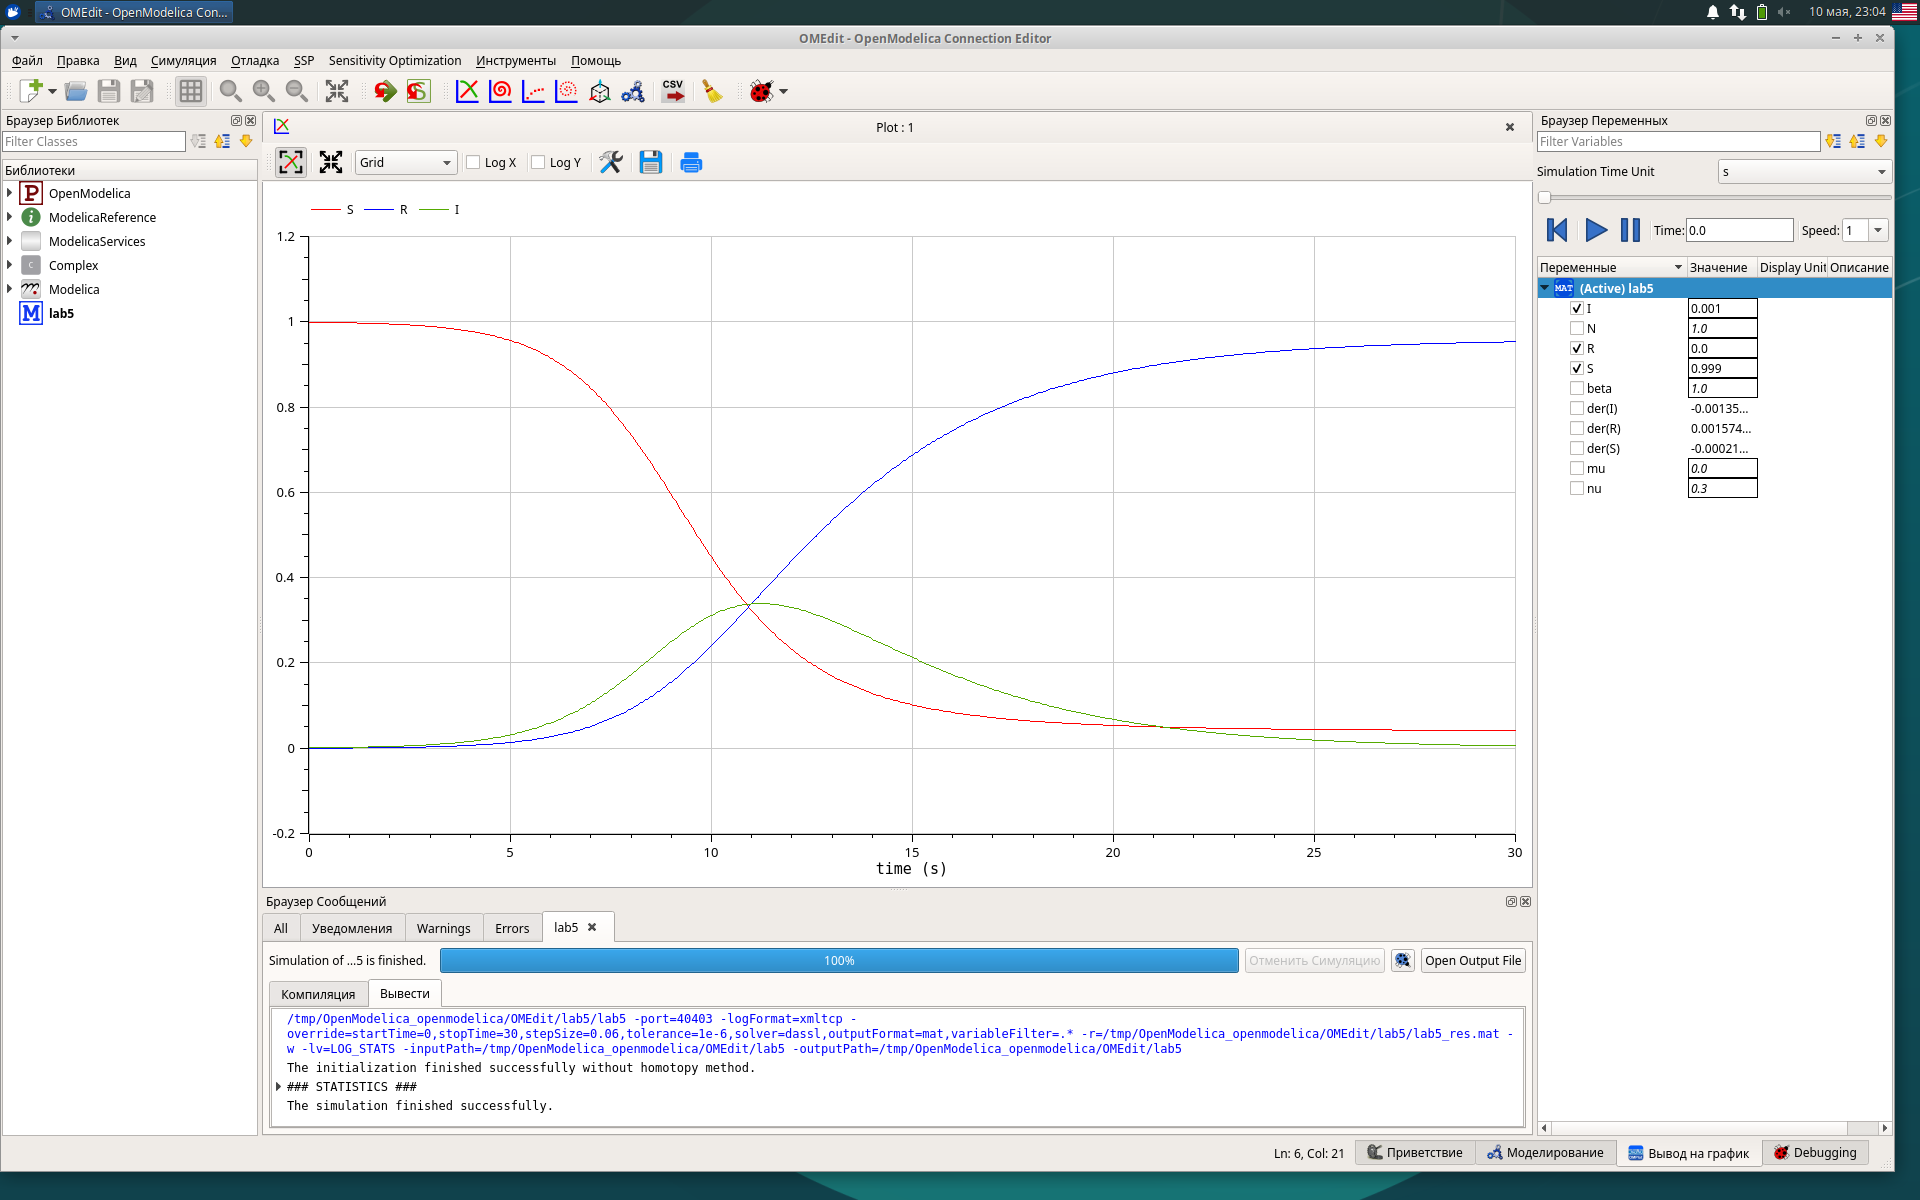 OMEdit - OpenModelica Con...
10 мая, 23:04
OMEdit - OpenModelica Connection Editor
Файл Правка Вид Симуляция Отладка SSP Sensitivity Optimization Инструменты Помощь
CSV
Браузер Библиотек
Filter Classes
Библиотеки
P OpenModelica
i ModelicaReference
ModelicaServices
C Complex
Modelica
M lab5
Plot : 1
Grid Log X Log Y
S R I
1.2
1
0.8
0.6
0.4
0.2
0
-0.2
0 5 10 15 20 25 30
time (s)
Браузер Сообщений
All Уведомления Warnings Errors lab5
Simulation of ...5 is finished. 100% Отменить Симуляцию Open Output File
Компиляция Вывести
/tmp/OpenModelica_openmodelica/OMEdit/lab5/lab5 -port=40403 -logFormat=xmltcp -
override=startTime=0,stopTime=30,stepSize=0.06,tolerance=1e-6,solver=dassl,outputFormat=mat,variableFilter=.* -r=/tmp/OpenModelica_openmodelica/OMEdit/lab5/lab5_res.mat -
w -lv=LOG_STATS -inputPath=/tmp/OpenModelica_openmodelica/OMEdit/lab5 -outputPath=/tmp/OpenModelica_openmodelica/OMEdit/lab5
The initialization finished successfully without homotopy method.
### STATISTICS ###
The simulation finished successfully.
Браузер Переменных
Filter Variables
Simulation Time Unit s
Time: 0.0 Speed: 1
Переменные Значение Display Unit Описание
MAT (Active) lab5
I 0.001
N 1.0
R 0.0
S 0.999
beta 1.0
der(I) -0.00135...
der(R) 0.001574...
der(S) -0.00021...
mu 0.0
nu 0.3
Ln: 6, Col: 21 Приветствие Моделирование Вывод на график Debugging